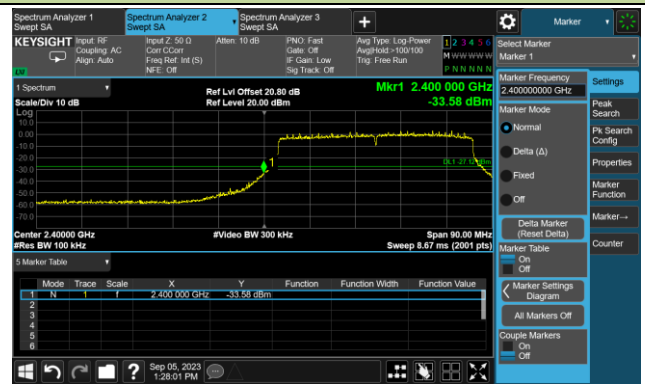 Spectrum Analyzer 1
Swept SA
Spectrum Analyzer 2
Swept SA
Spectrum Analyzer 3
Swept SA
+
Marker
KEYSIGHT
Input: RF
Coupling: AC
Align: Auto
Input Z: 50 Ω
Corr CCorr
Freq Ref: Int (S)
NFE: Off
Atten: 10 dB
PNO: Fast
Gate: Off
IF Gain: Low
Sig Track: Off
Avg Type: Log-Power
Avg|Hold:>100/100
Trig: Free Run
1 2 3 4 5 6
M W W W W W
P N N N N N
LXI
Select Marker
Marker 1
1 Spectrum
Scale/Div 10 dB
Log
Ref Lvl Offset 20.80 dB
Ref Level 20.00 dBm
Mkr1 2.400 000 GHz
-33.58 dBm
10.0
0.00
-10.0
-20.0
-30.0
-40.0
-50.0
-60.0
-70.0
1
DL1 -27.12 dBm
Center 2.40000 GHz
#Res BW 100 kHz
#Video BW 300 kHz
Span 90.00 MHz
Sweep 8.67 ms (2001 pts)
5 Marker Table
Mode Trace Scale X Y Function Function Width Function Value
1 N 1 f 2.400 000 GHz -33.58 dBm
2
3
4
5
6
Marker Frequency
2.400000000 GHz
Marker Mode
Normal
Delta (Δ)
Fixed
Off
Delta Marker
(Reset Delta)
Marker Table
On
Off
Marker Settings
Diagram
All Markers Off
Couple Markers
On
Off
Settings
Peak
Search
Pk Search
Config
Properties
Marker
Function
Marker→
Counter
?
Sep 05, 2023
1:28:01 PM